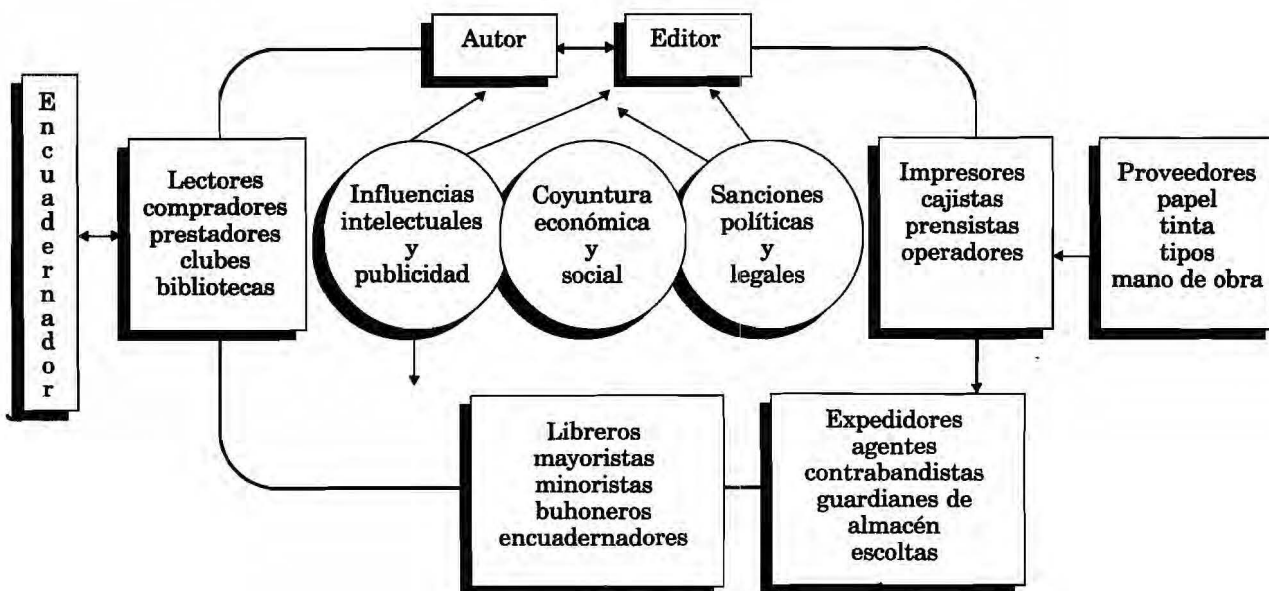 Autor
Editor
E
n
c
u
a
d
e
r
n
a
d
o
r
Lectores
compradores
prestadores
clubes
bibliotecas
Influencias
intelectuales
y
publicidad
Coyuntura
económica
y
social
Sanciones
políticas
y
legales
Impresores
cajistas
prensistas
operadores
Proveedores
papel
tinta
tipos
mano de obra
Libreros
mayoristas
minoristas
buhoneros
encuadernadores
Expedidores
agentes
contrabandistas
guardianes de
almacén
escoltas